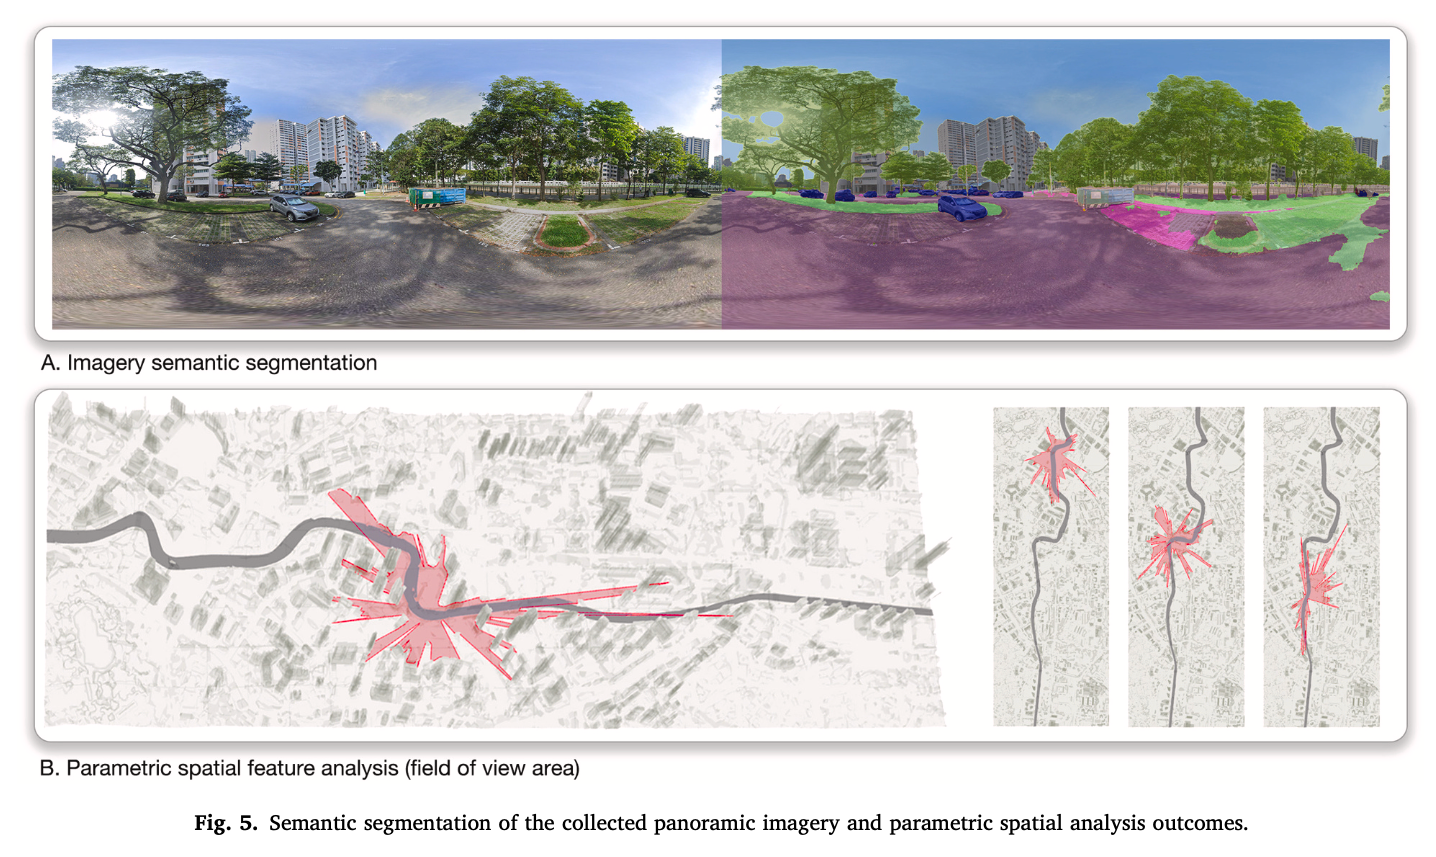 A. Imagery semantic segmentation
B. Parametric spatial feature analysis (field of view area)
Fig. 5. Semantic segmentation of the collected panoramic imagery and parametric spatial analysis outcomes.